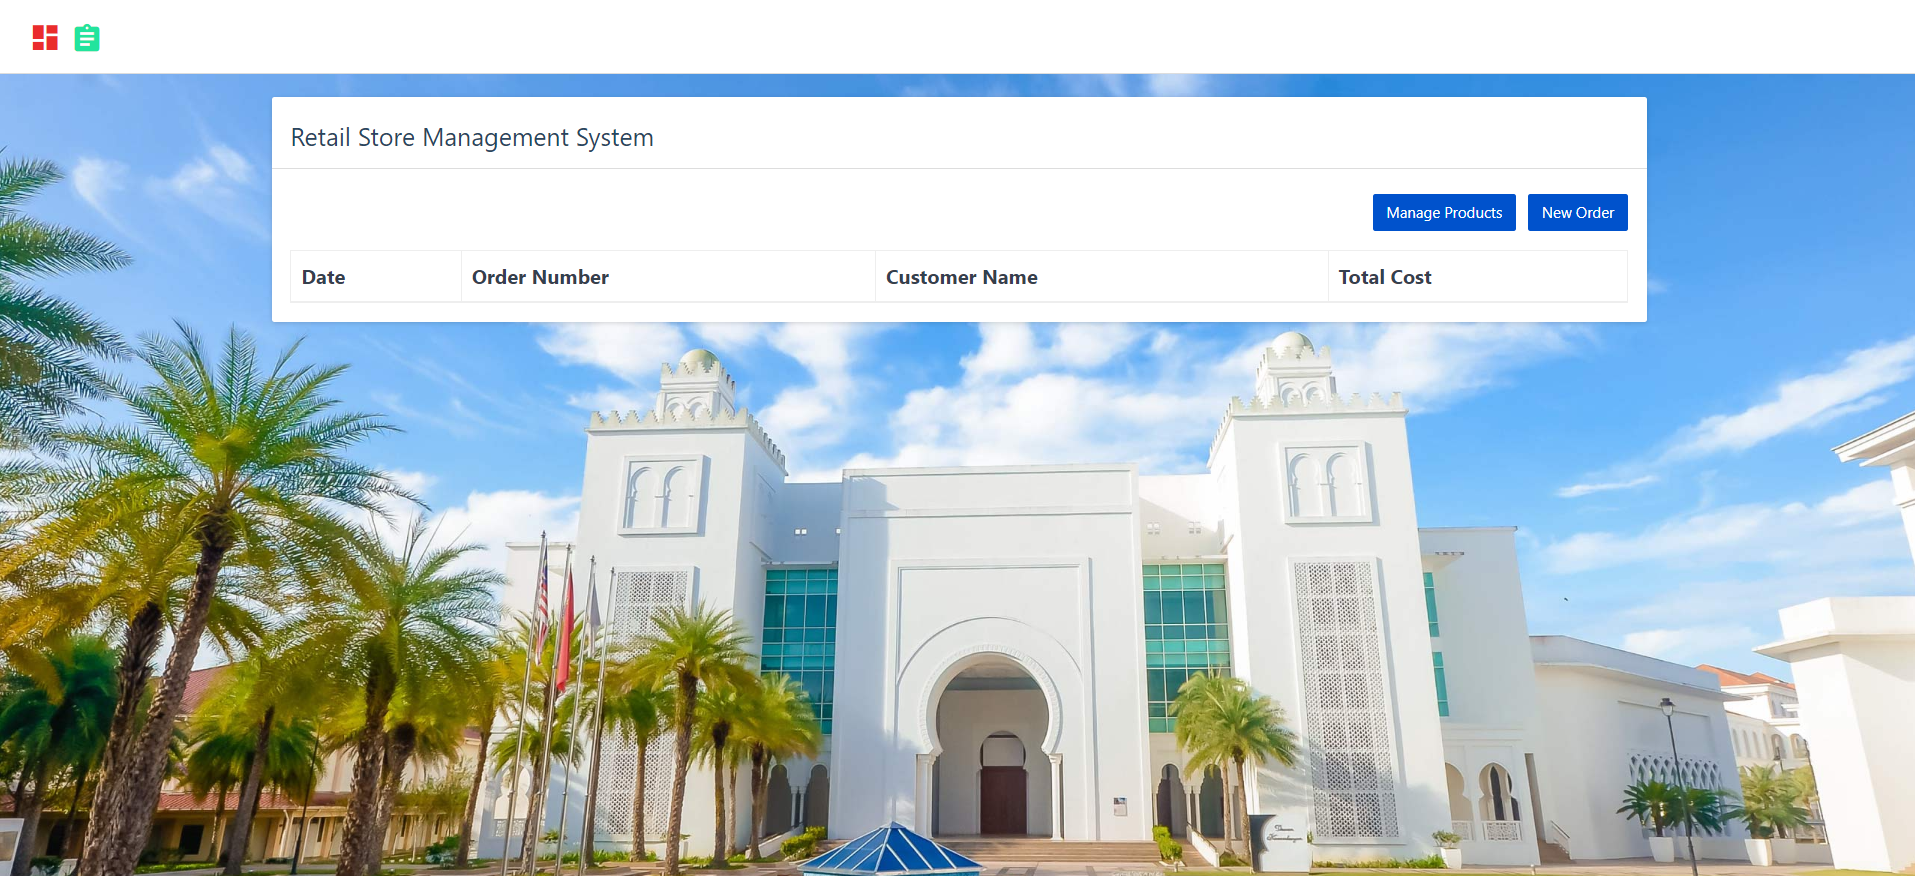 Retail Store Management System
Manage Products New Order
Date Order Number Customer Name Total Cost